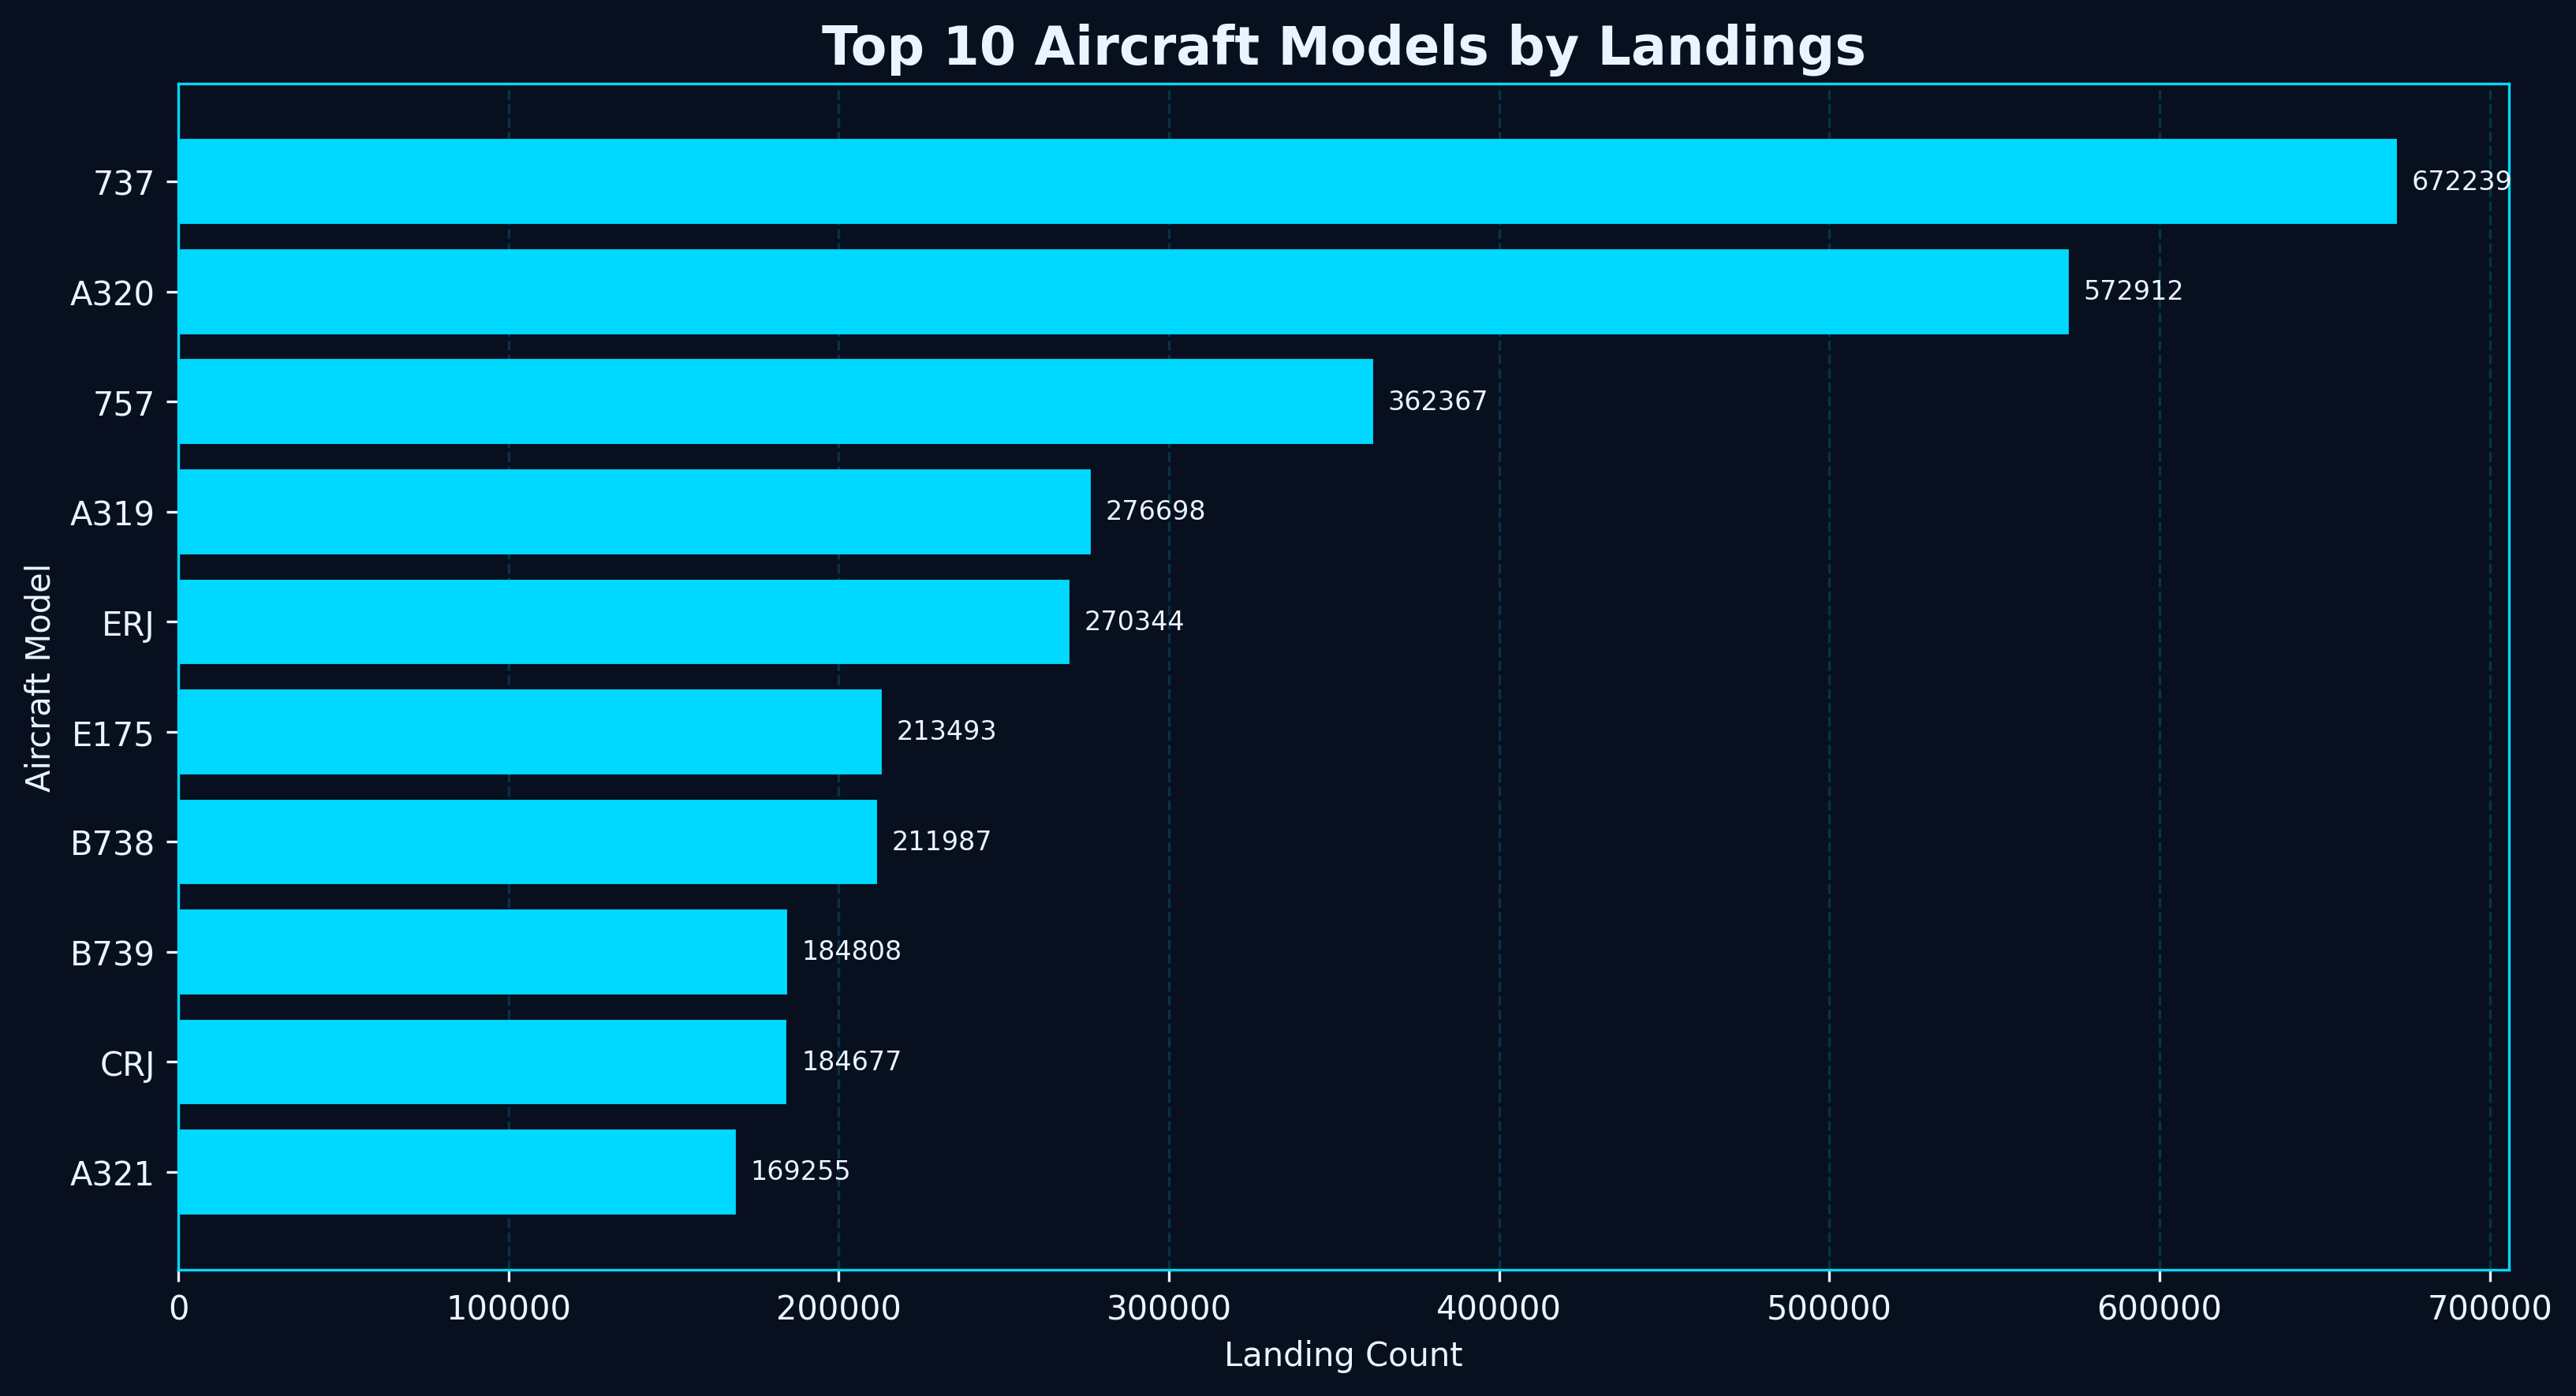 Top 10 Aircraft Models by Landings
737
672239
A320
572912
757
362367
A319
276698
ERJ
270344
E175
213493
B738
211987
B739
184808
CRJ
184677
A321
169255
Aircraft Model
0 100000 200000 300000 400000 500000 600000 700000
Landing Count